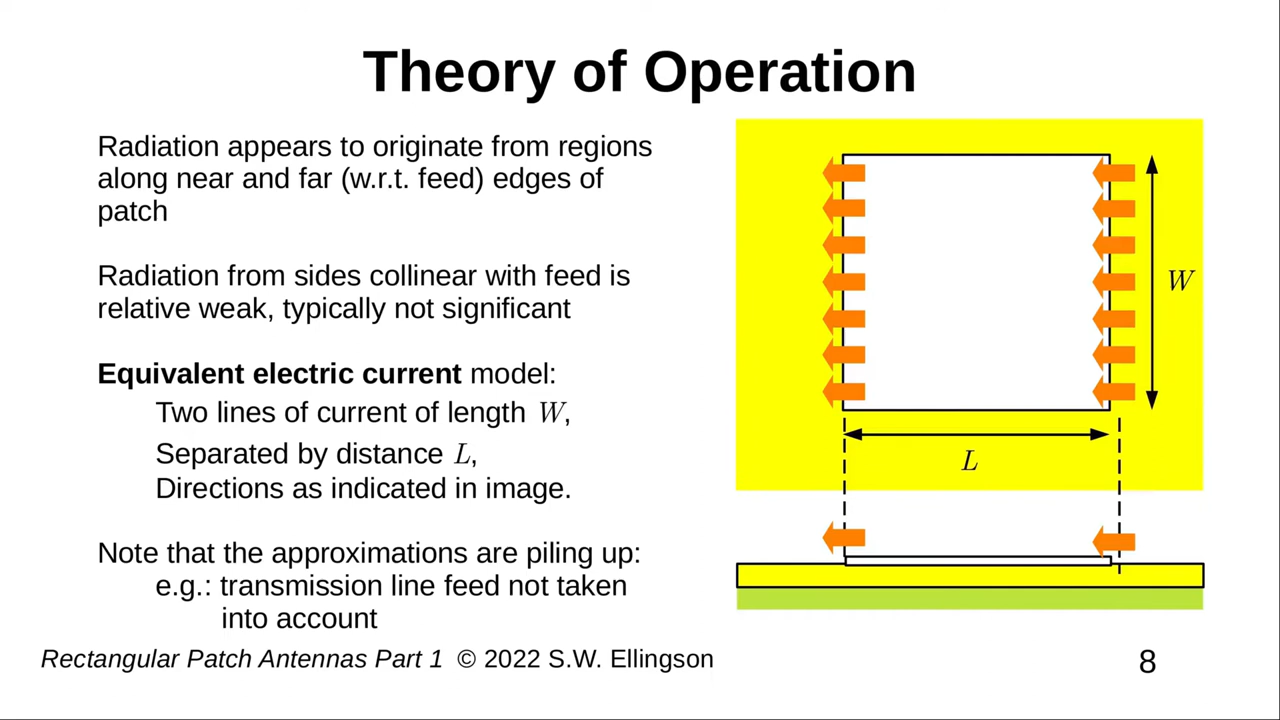 Theory of Operation
Radiation appears to originate from regions
along near and far (w.r.t. feed) edges of
patch
Radiation from sides collinear with feed is
relative weak, typically not significant
Equivalent electric current model:
Two lines of current of length W,
Separated by distance L,
Directions as indicated in image.
Note that the approximations are piling up:
e.g.: transmission line feed not taken
into account
W
L
Rectangular Patch Antennas Part 1 © 2022 S.W. Ellingson
8